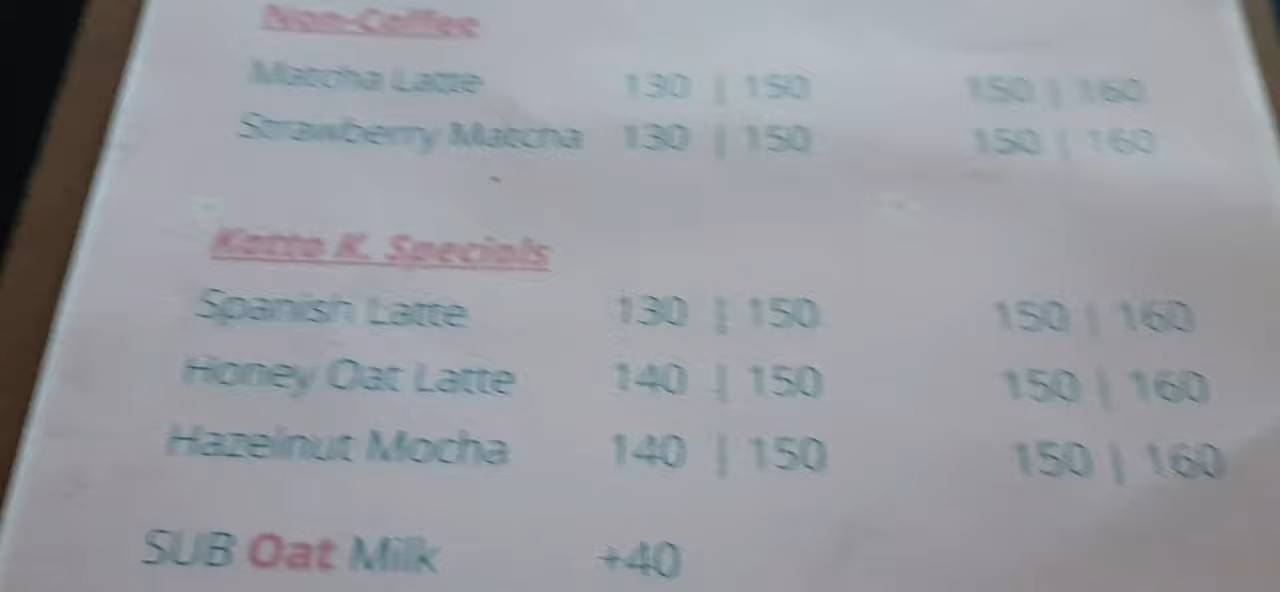 Non-Coffee
Matcha Latte 130 | 150 150 | 160
Strawberry Matcha 130 | 150 150 | 160
Kotto K. Specials
Spanish Latte 130 | 150 150 | 160
Honey Oat Latte 140 | 150 150 | 160
Hazelnut Mocha 140 | 150 150 | 160
SUB Oat Milk +40